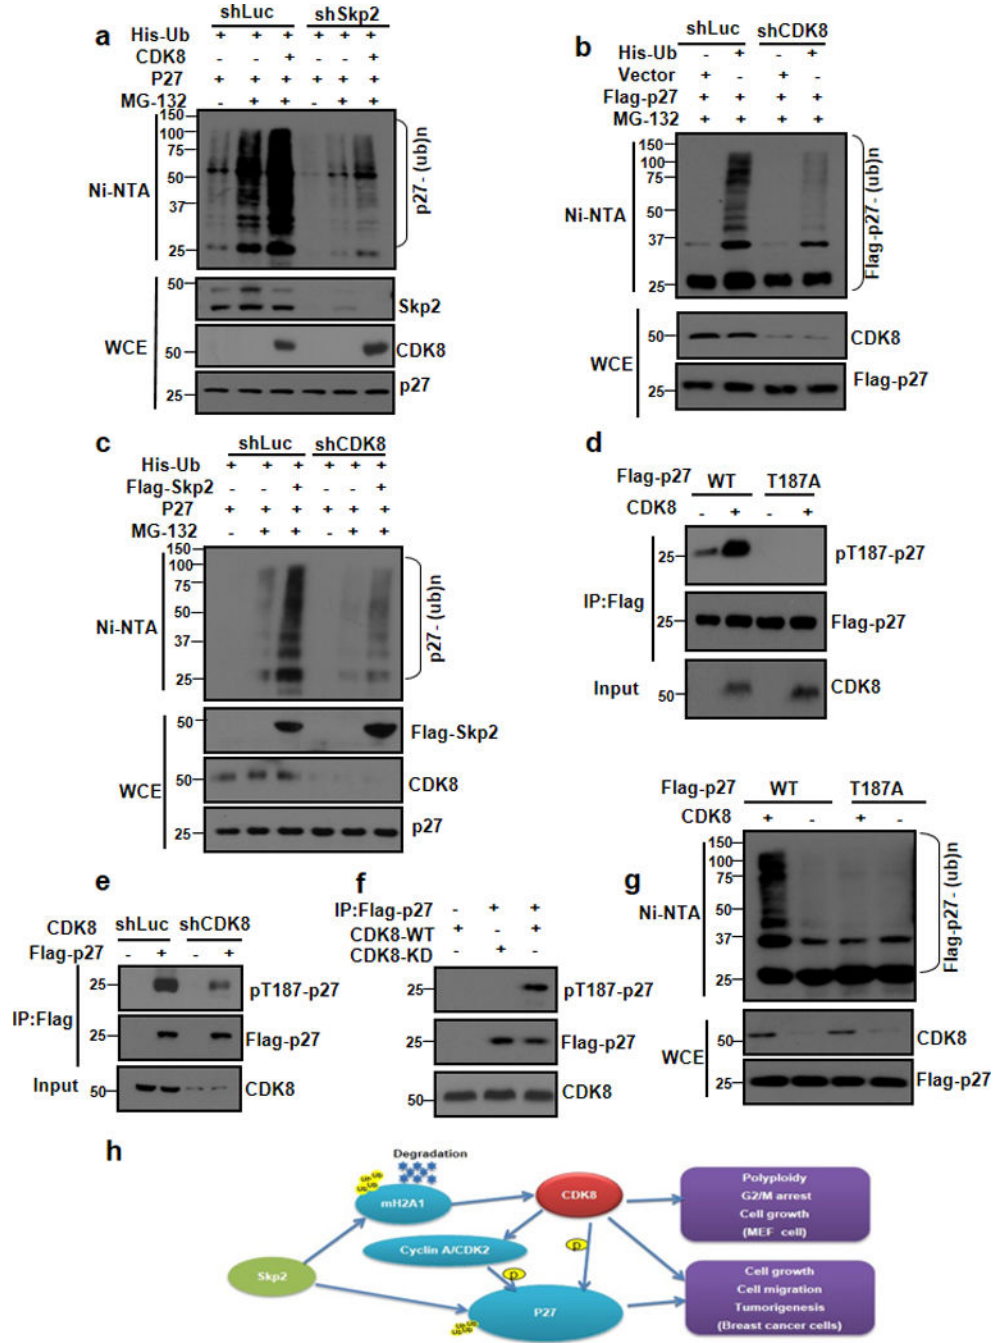 a
shLuc shSkp2
His-Ub + + + + + +
CDK8 - - + - - +
P27 + + + + + +
MG-132 - + + - + +
150
100
75
50
37
25
Ni-NTA
p27- (ub)n
50
Skp2
WCE
50
CDK8
25
p27
b
shLuc shCDK8
His-Ub - + - +
Vector + - + -
Flag-p27 + + + +
MG-132 + + + +
150
100
75
50
37
25
Ni-NTA
Flag-p27- (ub)n
WCE
50
CDK8
25
Flag-p27
c
shLuc shCDK8
His-Ub + + + + + +
Flag-Skp2 - - + - - +
P27 + + + + + +
MG-132 - + + - + +
150
100
75
50
37
25
Ni-NTA
p27- (ub)n
50
Flag-Skp2
WCE
50
CDK8
25
p27
d
Flag-p27 WT T187A
CDK8 - + - +
25
pT187-p27
IP:Flag
25
Flag-p27
Input
50
CDK8
e
CDK8 shLuc shCDK8
Flag-p27 - + - +
25
pT187-p27
IP:Flag
25
Flag-p27
Input
50
CDK8
f
IP:Flag-p27 - + +
CDK8-WT + - +
CDK8-KD - + -
25
pT187-p27
25
Flag-p27
50
CDK8
g
Flag-p27 WT T187A
CDK8 + - + -
150
100
75
50
37
25
Ni-NTA
Flag-p27- (ub)n
WCE
50
CDK8
25
Flag-p27
h
Degradation
Up Up
Up Up
mH2A1
CDK8
Polyploidy
G2/M arrest
Cell growth
(MEF cell)
Cyclin A/CDK2
p
p
Skp2
P27
Up Up
Up
Cell growth
Cell migration
Tumorigenesis
(Breast cancer cells)